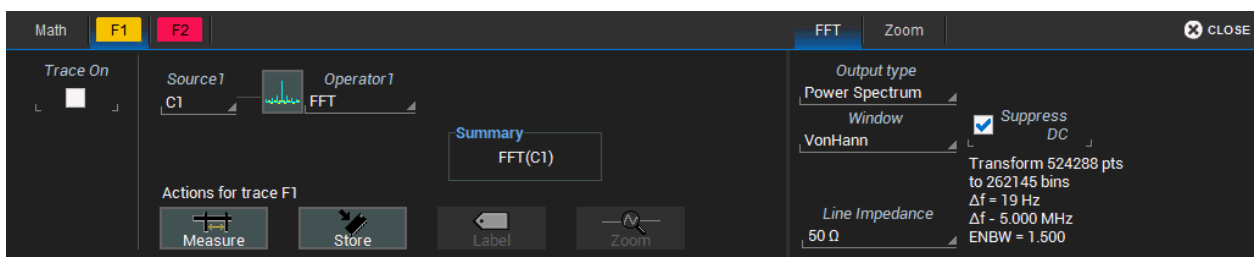 Math F1 F2 FFT Zoom CLOSE
Trace On
Source1 Operator1
C1 FFT
Summary
FFT(C1)
Actions for trace F1
Measure Store Label Zoom
Output type
Power Spectrum
Window
VonHann
Suppress
DC
Transform 524288 pts
to 262145 bins
Δf = 19 Hz
Δf - 5.000 MHz
ENBW = 1.500
Line Impedance
50 Ω